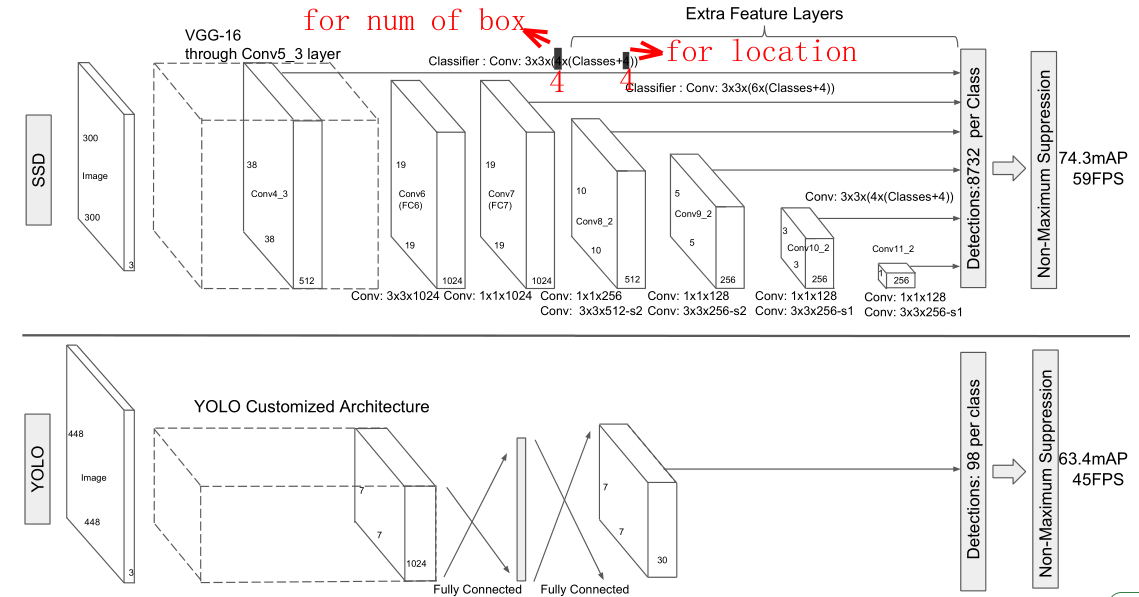 for num of box
Extra Feature Layers
VGG-16
through Conv5_3 layer
for location
Classifier : Conv: 3x3x(4x(Classes+4))
4
4
Classifier : Conv: 3x3x(6x(Classes+4))
SSD
300
Image
300
3
38
Conv4_3
38
512
19
Conv6
(FC6)
19
1024
19
Conv7
(FC7)
19
1024
10
Conv8_2
10
512
5
Conv9_2
5
256
Conv: 3x3x(4x(Classes+4))
3
Conv10_2
3
256
Conv11_2
1
256
Conv: 3x3x1024
Conv: 1x1x1024
Conv: 1x1x256
Conv: 3x3x512-s2
Conv: 1x1x128
Conv: 3x3x256-s2
Conv: 1x1x128
Conv: 3x3x256-s1
Conv: 1x1x128
Conv: 3x3x256-s1
Detections:8732 per Class
Non-Maximum Suppression
74.3mAP
59FPS
YOLO
448
Image
448
3
YOLO Customized Architecture
7
7
1024
Fully Connected
Fully Connected
7
7
30
Detections: 98 per class
Non-Maximum Suppression
63.4mAP
45FPS